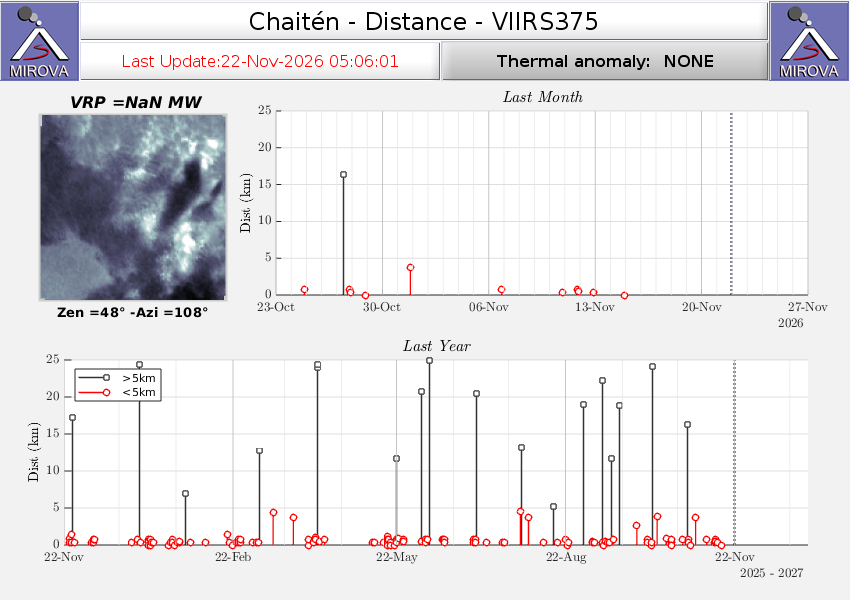 MIROVA
Chaitén - Distance - VIIRS375
MIROVA
Last Update:22-Nov-2026 05:06:01
Thermal anomaly: NONE
VRP =NaN MW
Zen =48° -Azi =108°
Last Month
Dist (km)
25
20
15
10
5
0
23-Oct
30-Oct
06-Nov
13-Nov
20-Nov
27-Nov
2026
Last Year
Dist (km)
25
20
15
10
5
0
>5km
<5km
22-Nov
22-Feb
22-May
22-Aug
22-Nov
2025 - 2027